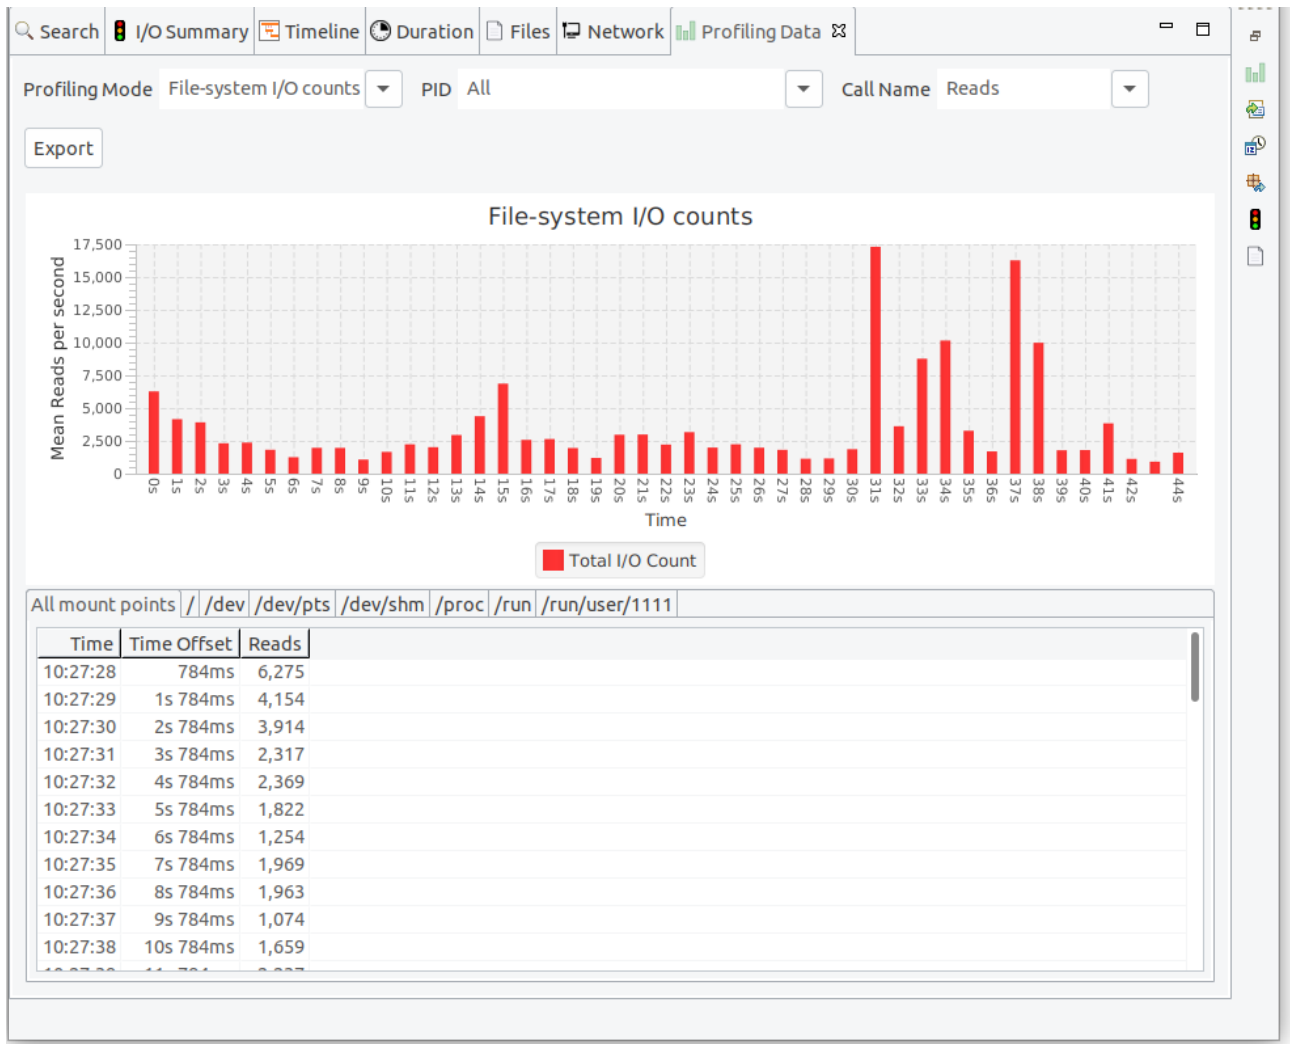 Search I/O Summary Timeline Duration Files Network Profiling Data
Profiling Mode File-system I/O counts PID All Call Name Reads
Export
File-system I/O counts
Mean Reads per second
17,500
15,000
12,500
10,000
7,500
5,000
2,500
0
0s 1s 2s 3s 4s 5s 6s 7s 8s 9s 10s 11s 12s 13s 14s 15s 16s 17s 18s 19s 20s 21s 22s 23s 24s 25s 26s 27s 28s 29s 30s 31s 32s 33s 34s 35s 36s 37s 38s 39s 40s 41s 42s 44s
Time
Total I/O Count
All mount points / /dev /dev/pts /dev/shm /proc /run /run/user/1111
Time Time Offset Reads
10:27:28 784ms 6,275
10:27:29 1s 784ms 4,154
10:27:30 2s 784ms 3,914
10:27:31 3s 784ms 2,317
10:27:32 4s 784ms 2,369
10:27:33 5s 784ms 1,822
10:27:34 6s 784ms 1,254
10:27:35 7s 784ms 1,969
10:27:36 8s 784ms 1,963
10:27:37 9s 784ms 1,074
10:27:38 10s 784ms 1,659